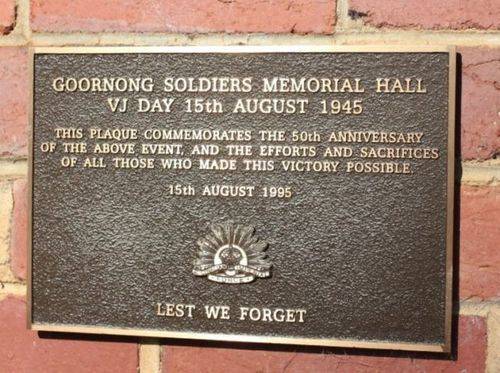 GOORNONG SOLDIERS MEMORIAL HALL
VJ DAY 15th AUGUST 1945
THIS PLAQUE COMMEMORATES THE 50th ANNIVERSARY
OF THE ABOVE EVENT, AND THE EFFORTS AND SACRIFICES
OF ALL THOSE WHO MADE THIS VICTORY POSSIBLE.
15th AUGUST 1995
LEST WE FORGET